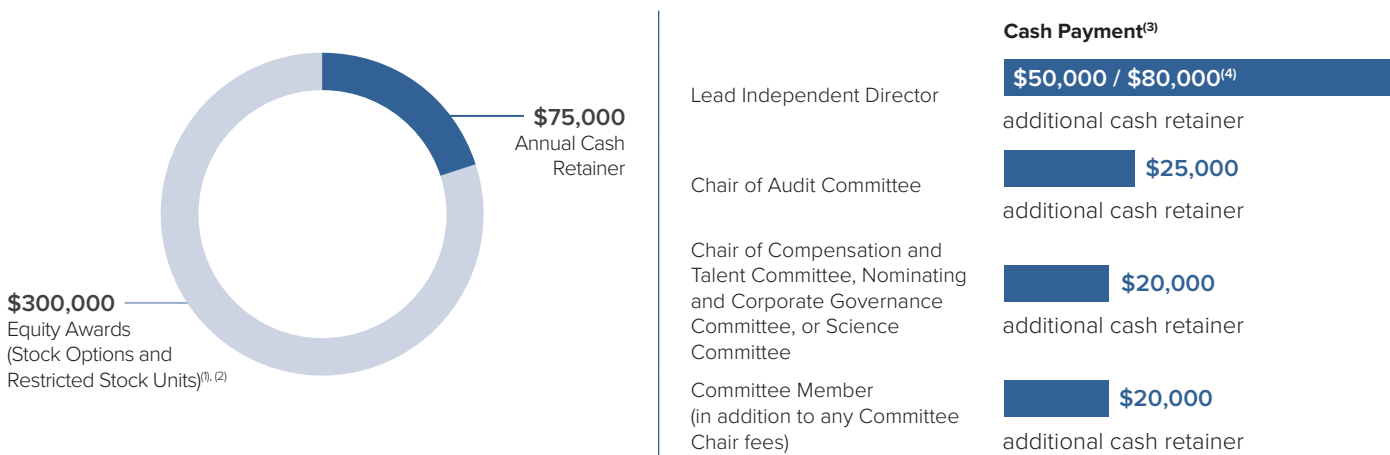 $75,000
Annual Cash
Retainer
$300,000
Equity Awards
(Stock Options and
Restricted Stock Units)(1), (2)
Cash Payment(3)
Lead Independent Director
$50,000 / $80,000(4)
additional cash retainer
Chair of Audit Committee
$25,000
additional cash retainer
Chair of Compensation and
Talent Committee, Nominating
and Corporate Governance
Committee, or Science
Committee
$20,000
additional cash retainer
Committee Member
(in addition to any Committee
Chair fees)
$20,000
additional cash retainer